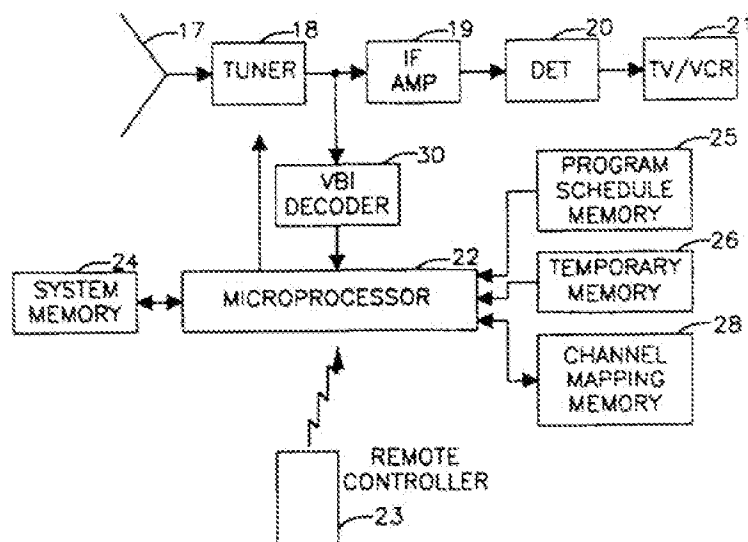 17
18
TUNER
19
IF
AMP
20
DET
21
TV/VCR
30
VBI
DECODER
25
PROGRAM
SCHEDULE
MEMORY
24
SYSTEM
MEMORY
22
MICROPROCESSOR
26
TEMPORARY
MEMORY
28
CHANNEL
MAPPING
MEMORY
REMOTE
CONTROLLER
23